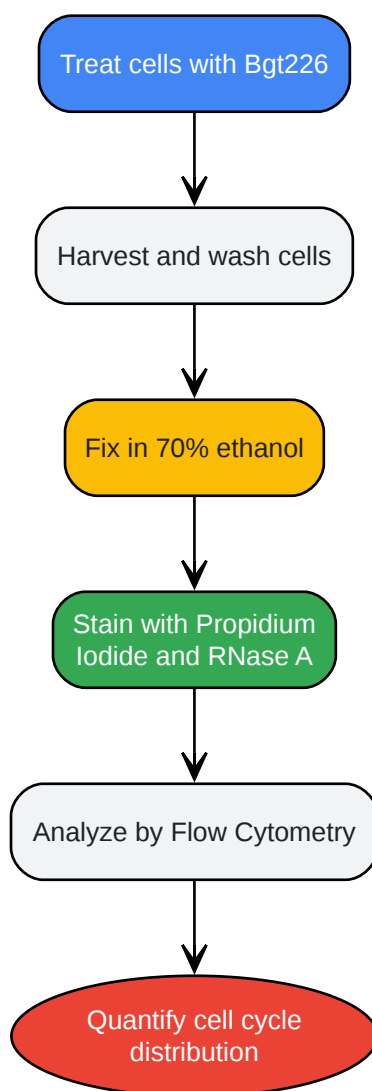 Treat cells with Bgt226
Harvest and wash cells
Fix in 70% ethanol
Stain with Propidium
Iodide and RNase A
Analyze by Flow Cytometry
Quantify cell cycle
distribution